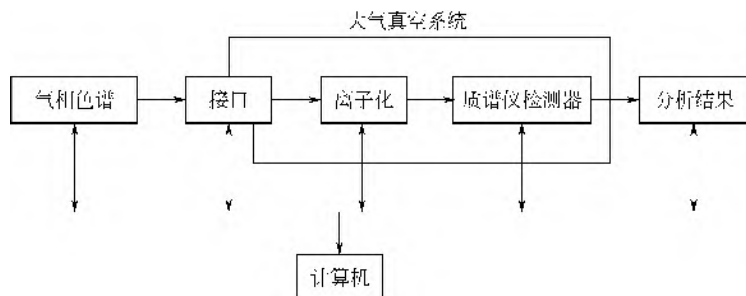 大气真空系统
气相色谱
接口
离子化
质谱仪检测器
分析结果
计算机